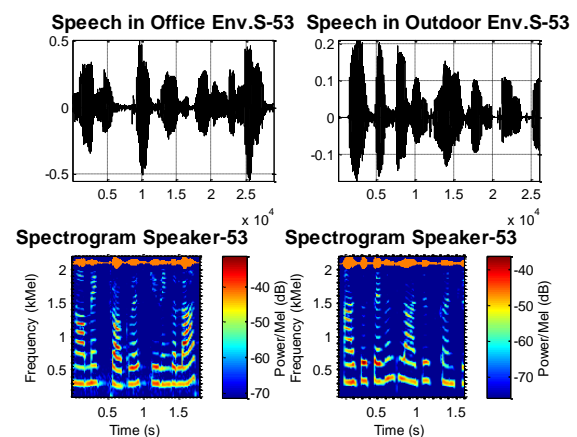 Speech in Office Env.S-53
Speech in Outdoor Env.S-53
0.5
0
-0.5
0.5 1 1.5 2 2.5
x 10^4
0.2
0.1
0
-0.1
0.5 1 1.5 2 2.5
x 10^4
Spectrogram Speaker-53
Spectrogram Speaker-53
Frequency (kMel)
2
1.5
1
0.5
0.5 1 1.5
Time (s)
Power/Mel (dB)
-40
-50
-60
-70
Frequency (kMel)
2
1.5
1
0.5
0.5 1 1.5
Time (s)
Power/Mel (dB)
-40
-50
-60
-70